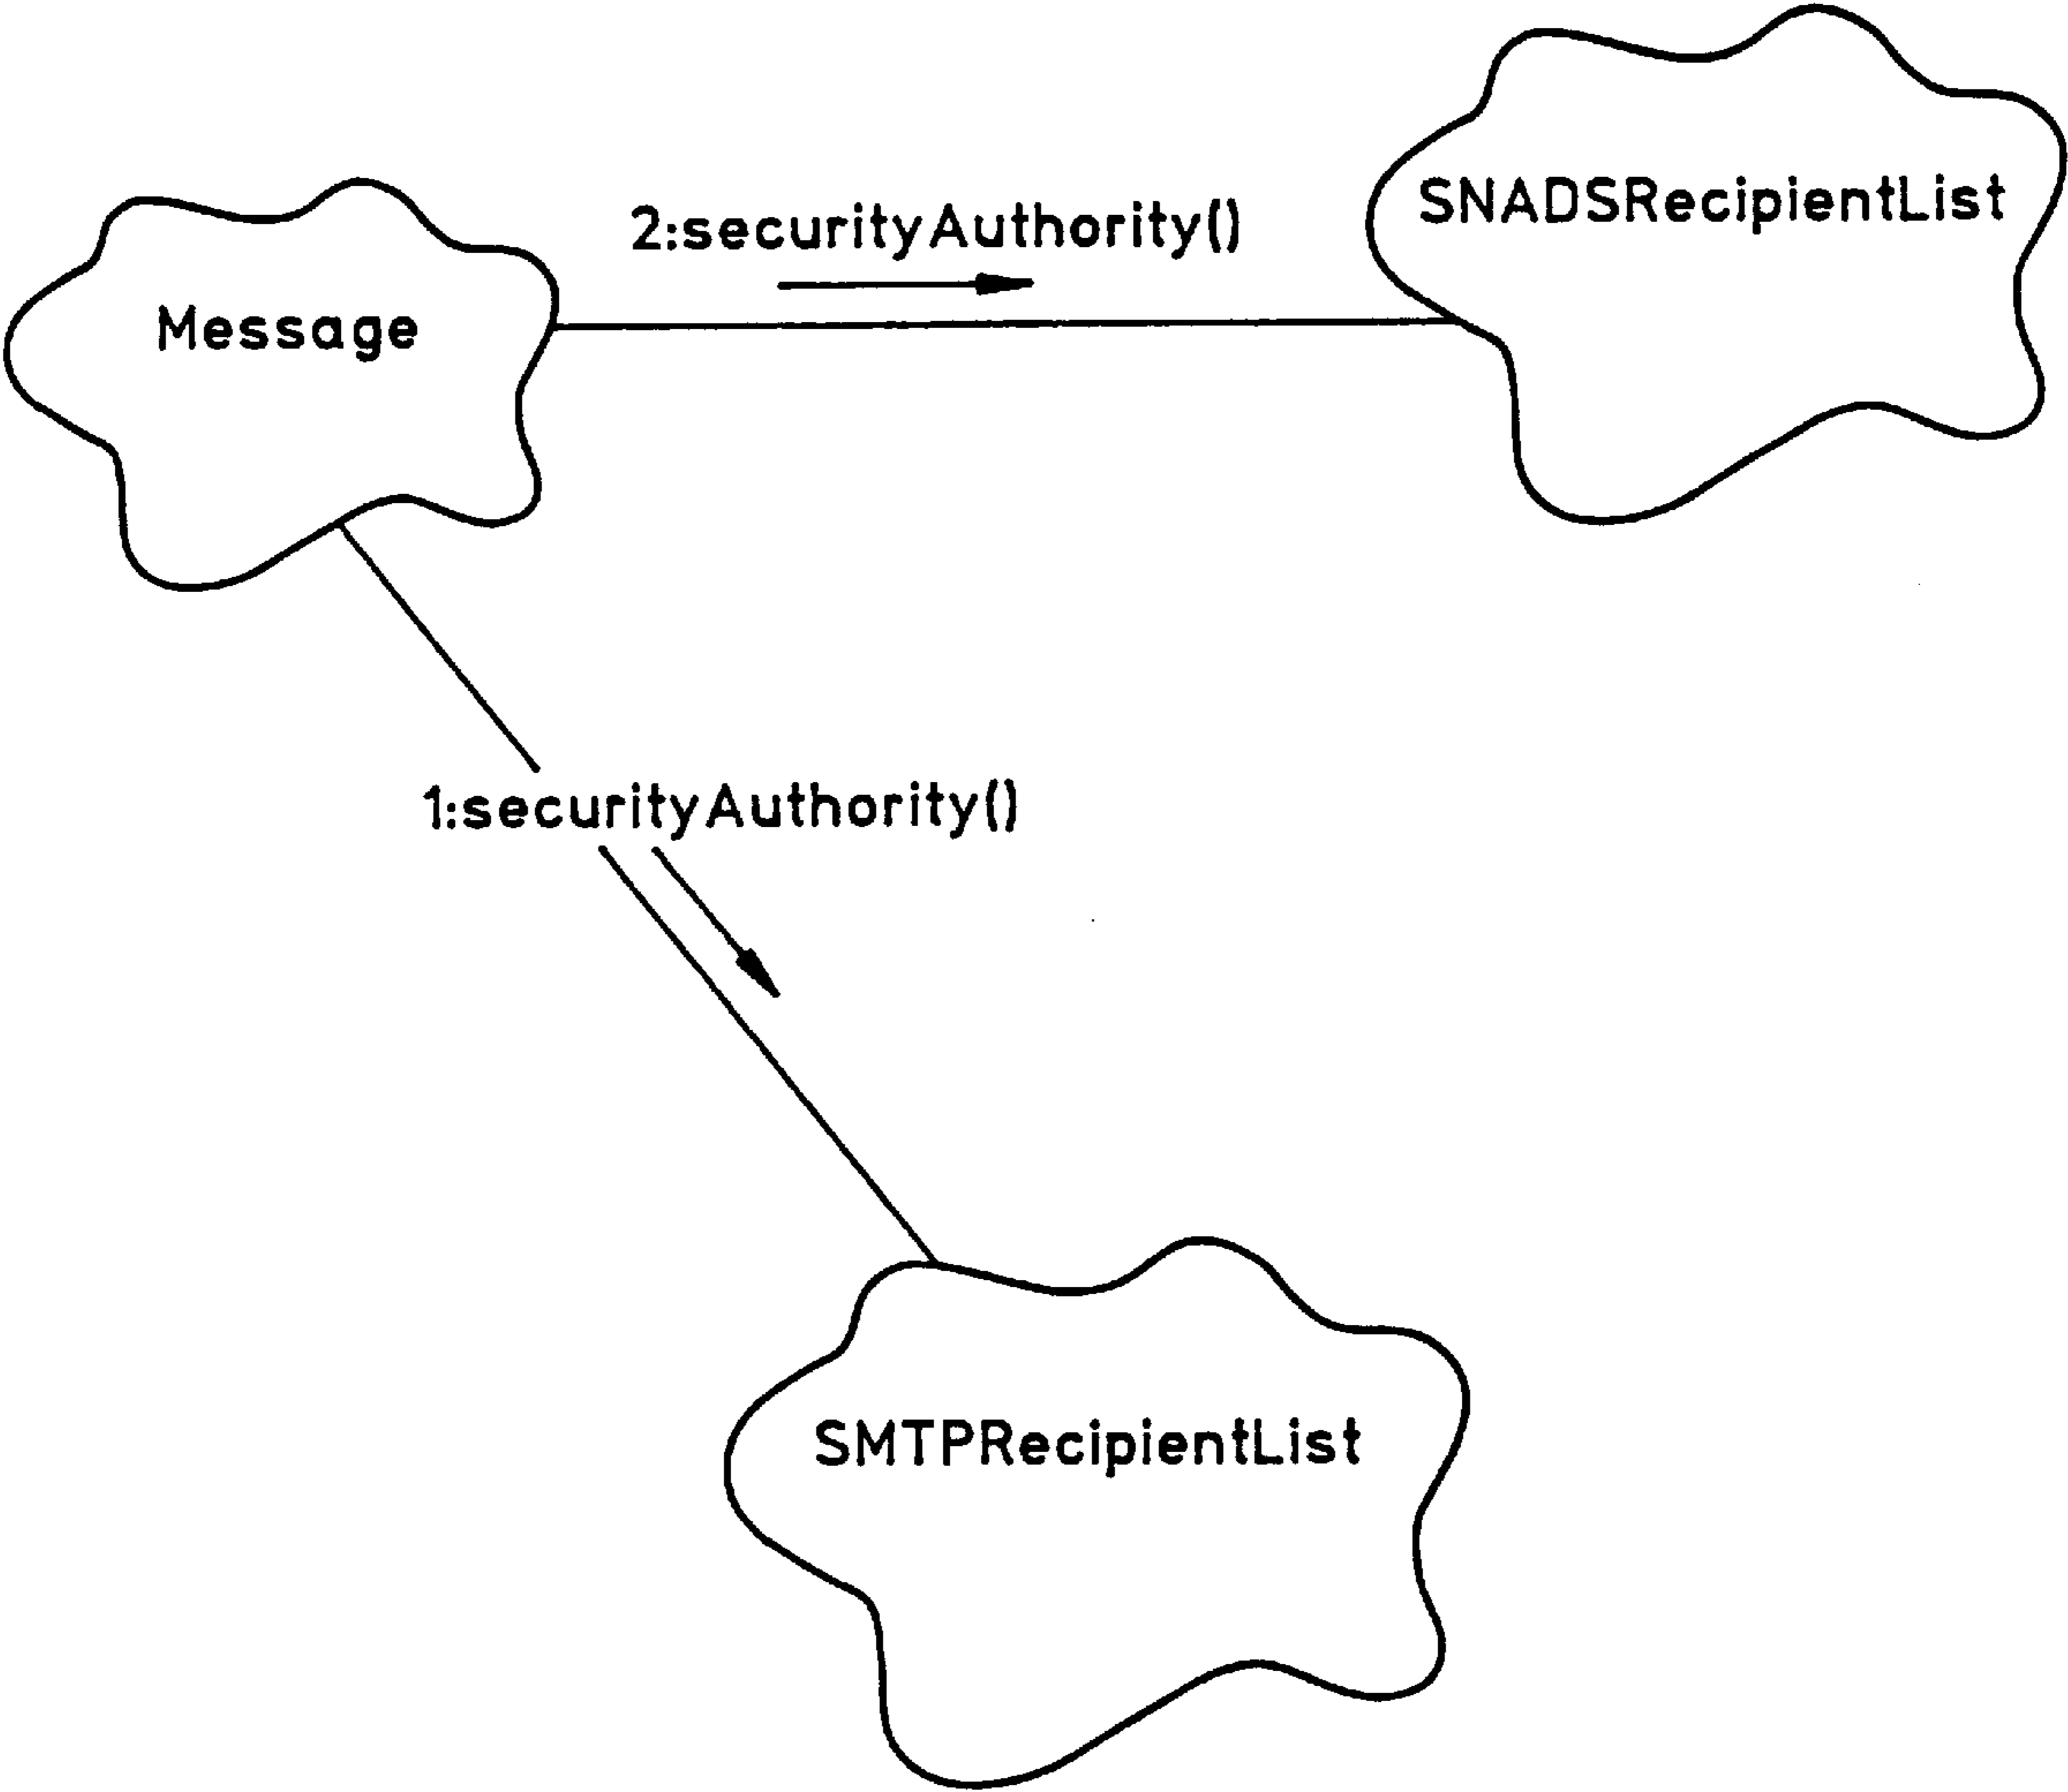 SNADSRecipientList
2:securityAuthority()
Message
1:securityAuthority()
SMTPRecipientList